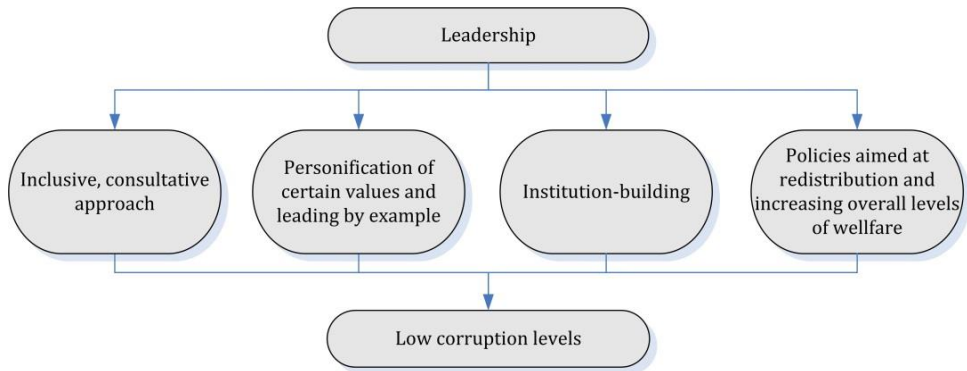 Leadership
Inclusive, consultative
approach
Personification of
certain values and
leading by example
Institution-building
Policies aimed at
redistribution and
increasing overall levels
of wellfare
Low corruption levels